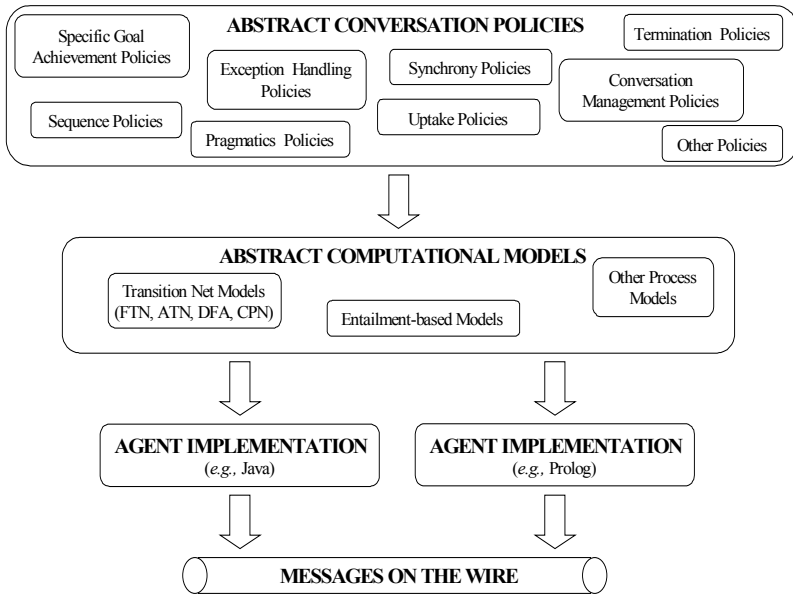 ABSTRACT CONVERSATION POLICIES
Specific Goal
Achievement Policies
Exception Handling
Policies
Synchrony Policies
Termination Policies
Conversation
Management Policies
Sequence Policies
Pragmatics Policies
Uptake Policies
Other Policies
ABSTRACT COMPUTATIONAL MODELS
Transition Net Models
(FTN, ATN, DFA, CPN)
Entailment-based Models
Other Process
Models
AGENT IMPLEMENTATION
(e.g., Java)
AGENT IMPLEMENTATION
(e.g., Prolog)
MESSAGES ON THE WIRE